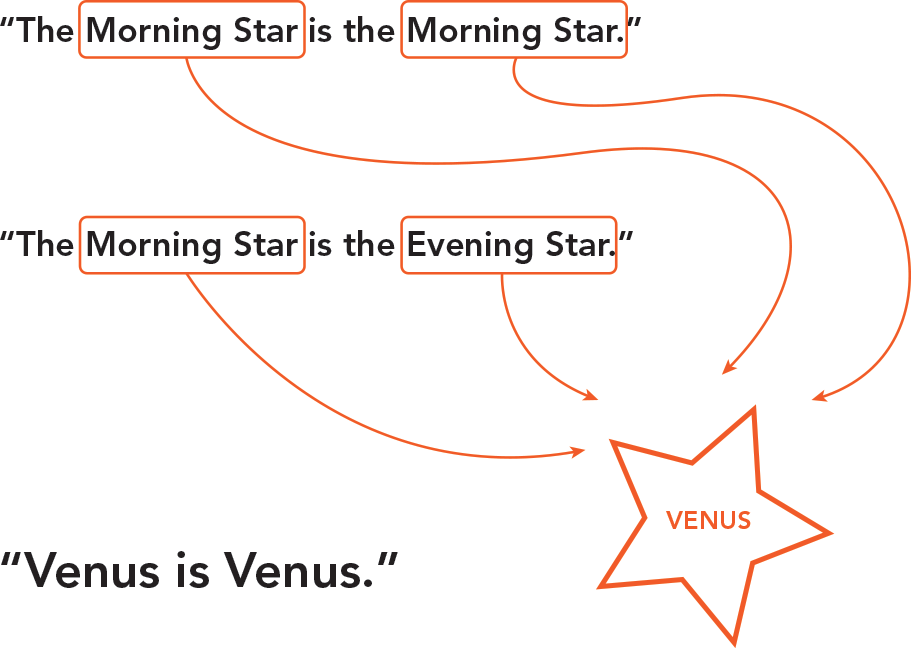 “The Morning Star is the Morning Star.”
“The Morning Star is the Evening Star.”
VENUS
“Venus is Venus.”